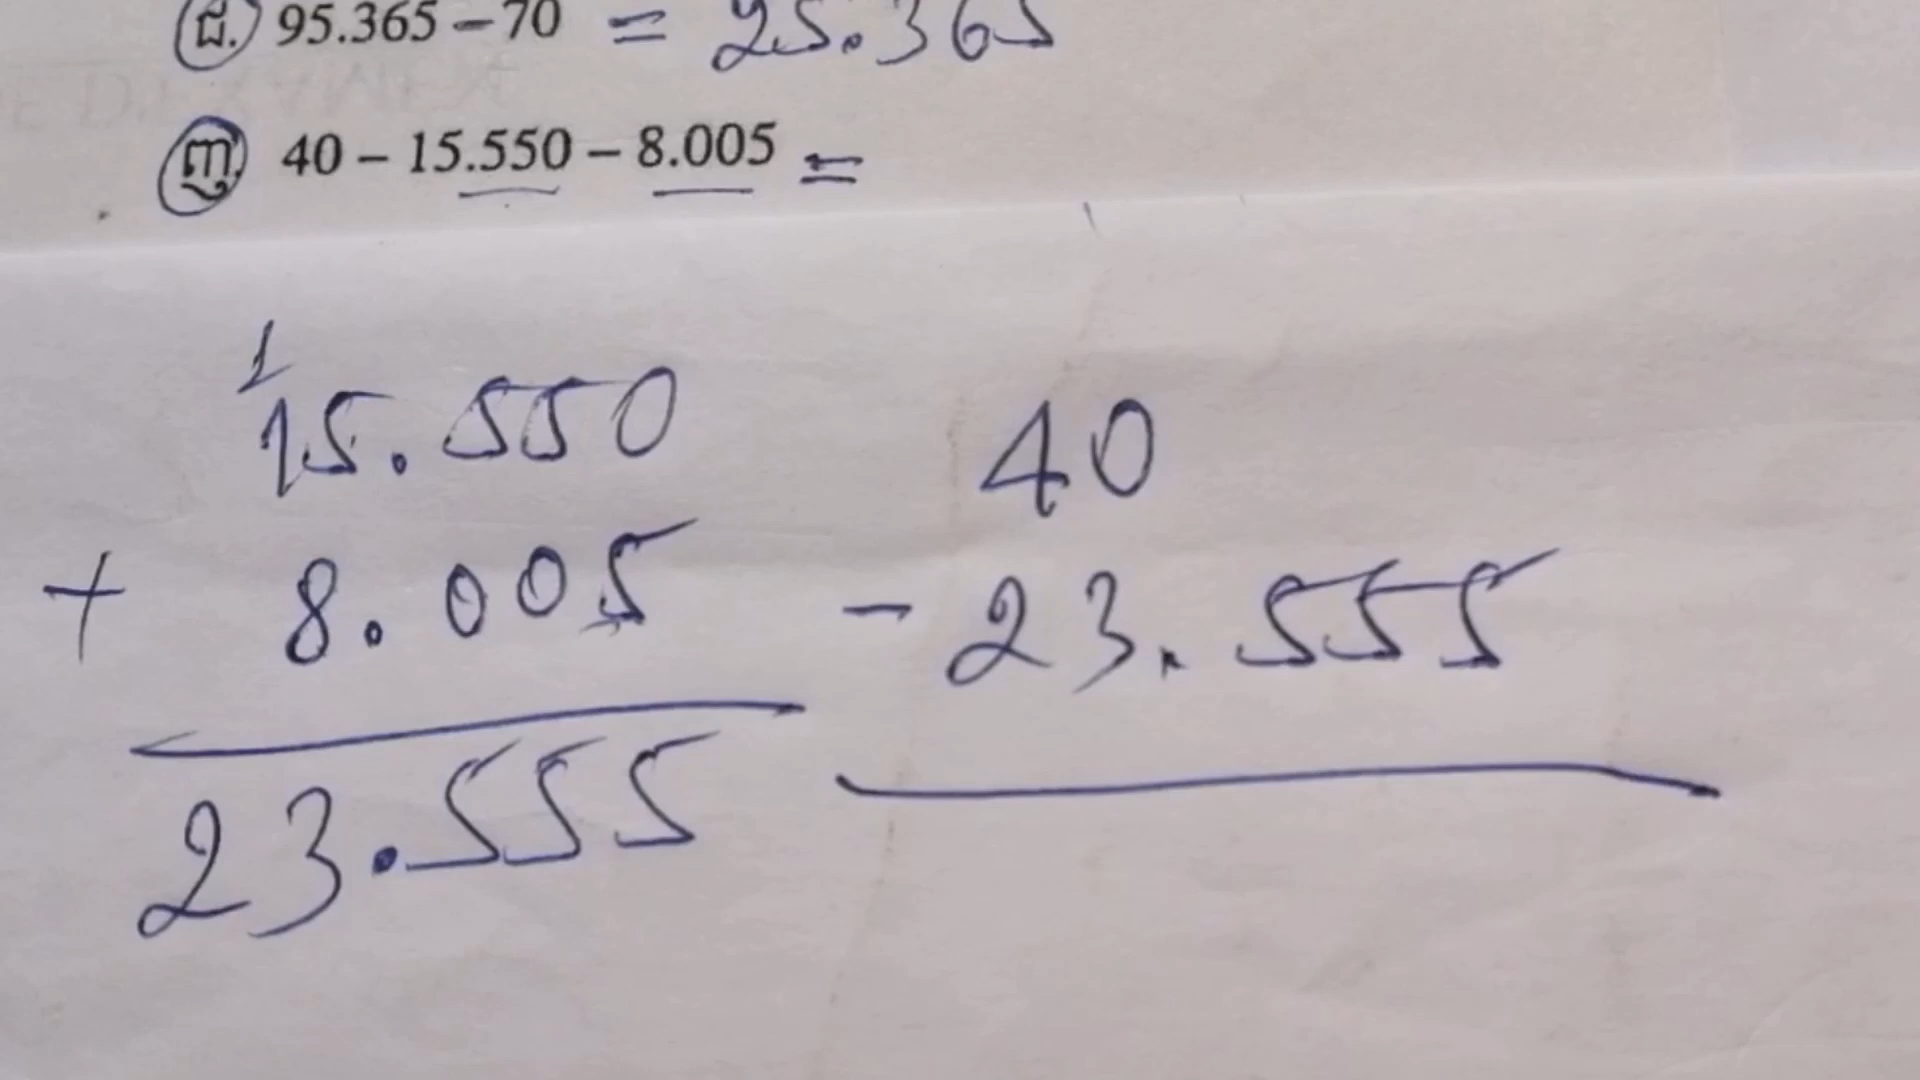 ជ. 95.365 – 70 = 25.365
ញ. 40 – 15.550 – 8.005 =
1
15.550 40
+ 8.005 - 23.555
23.555